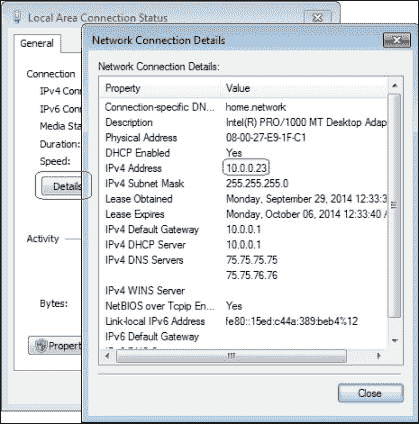 Local Area Connection Status
General
Connection
IPv4 Conn
IPv6 Conn
Media Sta
Duration:
Speed:
Details
Activity
Bytes:
Propert
Network Connection Details
Network Connection Details:
Property Value
Connection-specific DN... home.network
Description Intel(R) PRO/1000 MT Desktop Adap
Physical Address 08-00-27-E9-1F-C1
DHCP Enabled Yes
IPv4 Address 10.0.0.23
IPv4 Subnet Mask 255.255.255.0
Lease Obtained Monday, September 29, 2014 12:33:3
Lease Expires Monday, October 06, 2014 12:33:40 A
IPv4 Default Gateway 10.0.0.1
IPv4 DHCP Server 10.0.0.1
IPv4 DNS Servers 75.75.75.75
75.75.76.76
IPv4 WINS Server
NetBIOS over Tcpip En... Yes
Link-local IPv6 Address fe80::15ed:c44a:389:beb4%12
IPv6 Default Gateway
Close